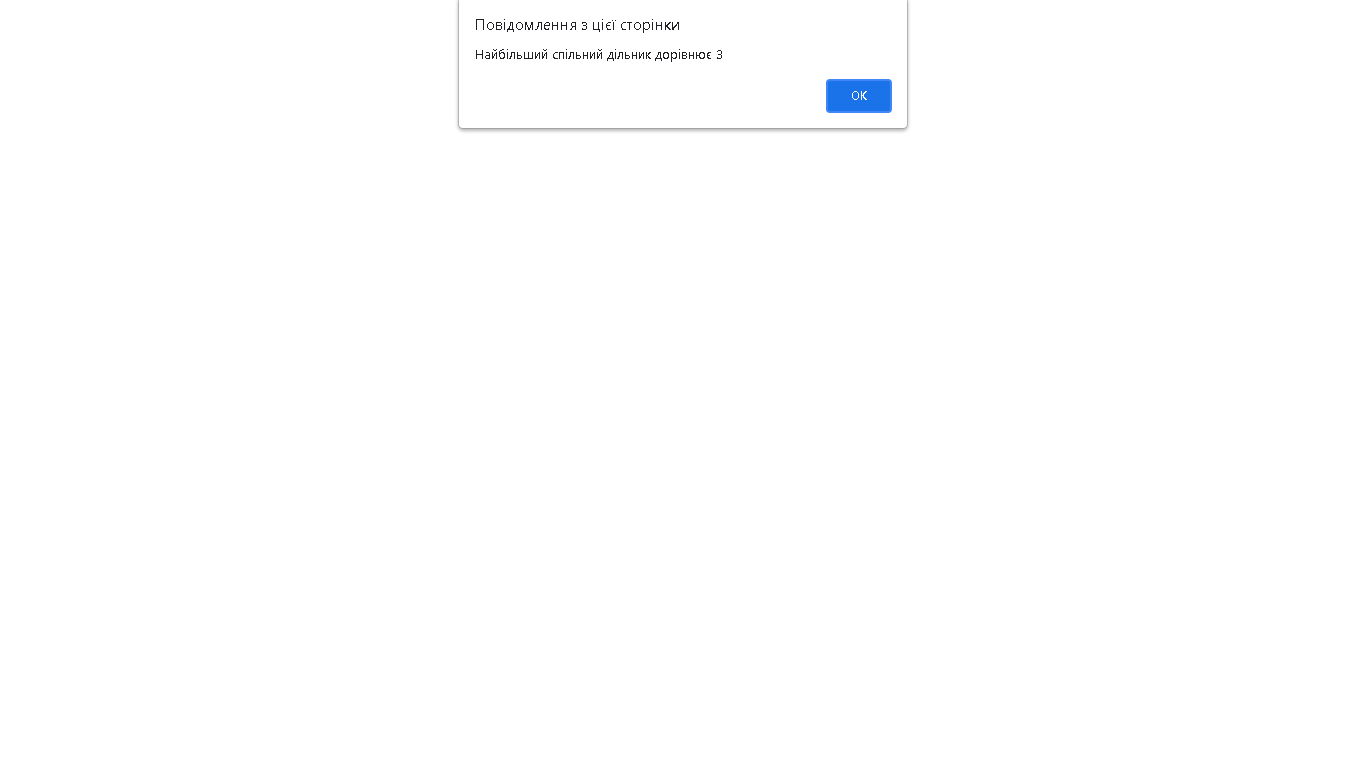 Повідомлення з цієї сторінки
Найбільший спільний дільник дорівнює 3
OK